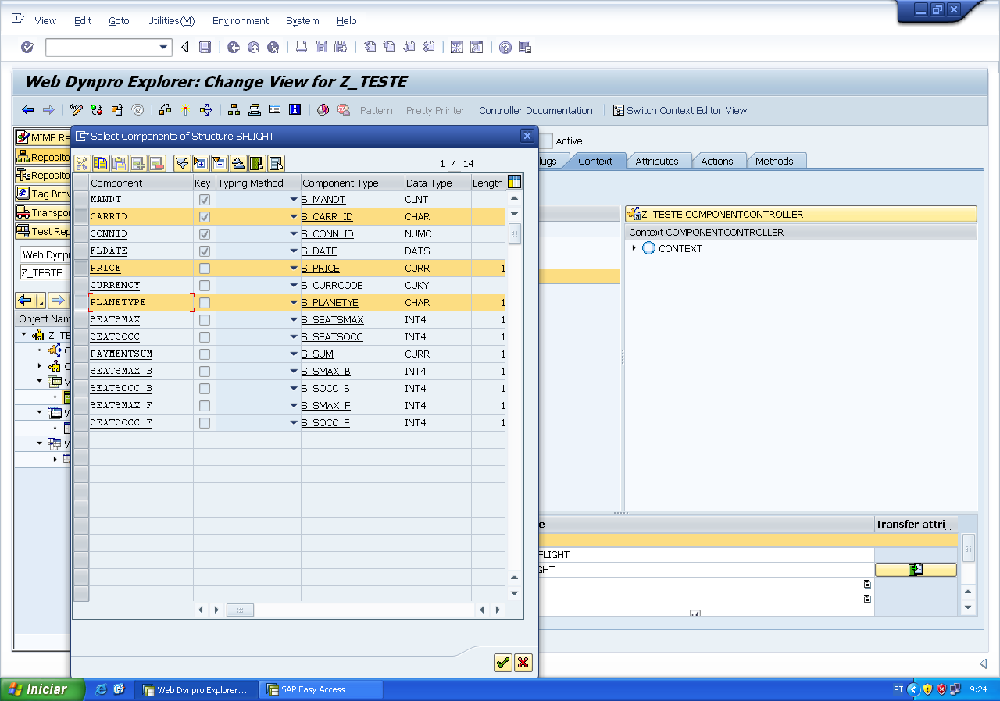 View Edit Goto Utilities(M) Environment System Help
Web Dynpro Explorer: Change View for Z_TESTE
Pattern Pretty Printer Controller Documentation Switch Context Editor View
MIME Re
Reposito
Reposito
Tag Brow
Transpor
Test Rep
Web Dynp
Z_TESTE
Object Nam
Z_TE
Select Components of Structure SFLIGHT
1 / 14
Component Key Typing Method Component Type Data Type Length
MANDT S_MANDT CLNT
CARRID S_CARR_ID CHAR
CONNID S_CONN_ID NUMC
FLDATE S_DATE DATS
PRICE S_PRICE CURR 1
CURRENCY S_CURRCODE CUKY
PLANETYPE S_PLANETYE CHAR 1
SEATSMAX S_SEATSMAX INT4 1
SEATSOCC S_SEATSOCC INT4 1
PAYMENTSUM S_SUM CURR 1
SEATSMAX_B S_SMAX_B INT4 1
SEATSOCC_B S_SOCC_B INT4 1
SEATSMAX_F S_SMAX_F INT4 1
SEATSOCC_F S_SOCC_F INT4 1
Active
lugs Context Attributes Actions Methods
Z_TESTE.COMPONENTCONTROLLER
Context COMPONENTCONTROLLER
CONTEXT
e Transfer attri...
FLIGHT
GHT
Iniciar Web Dynpro Explorer... SAP Easy Access PT 9:24